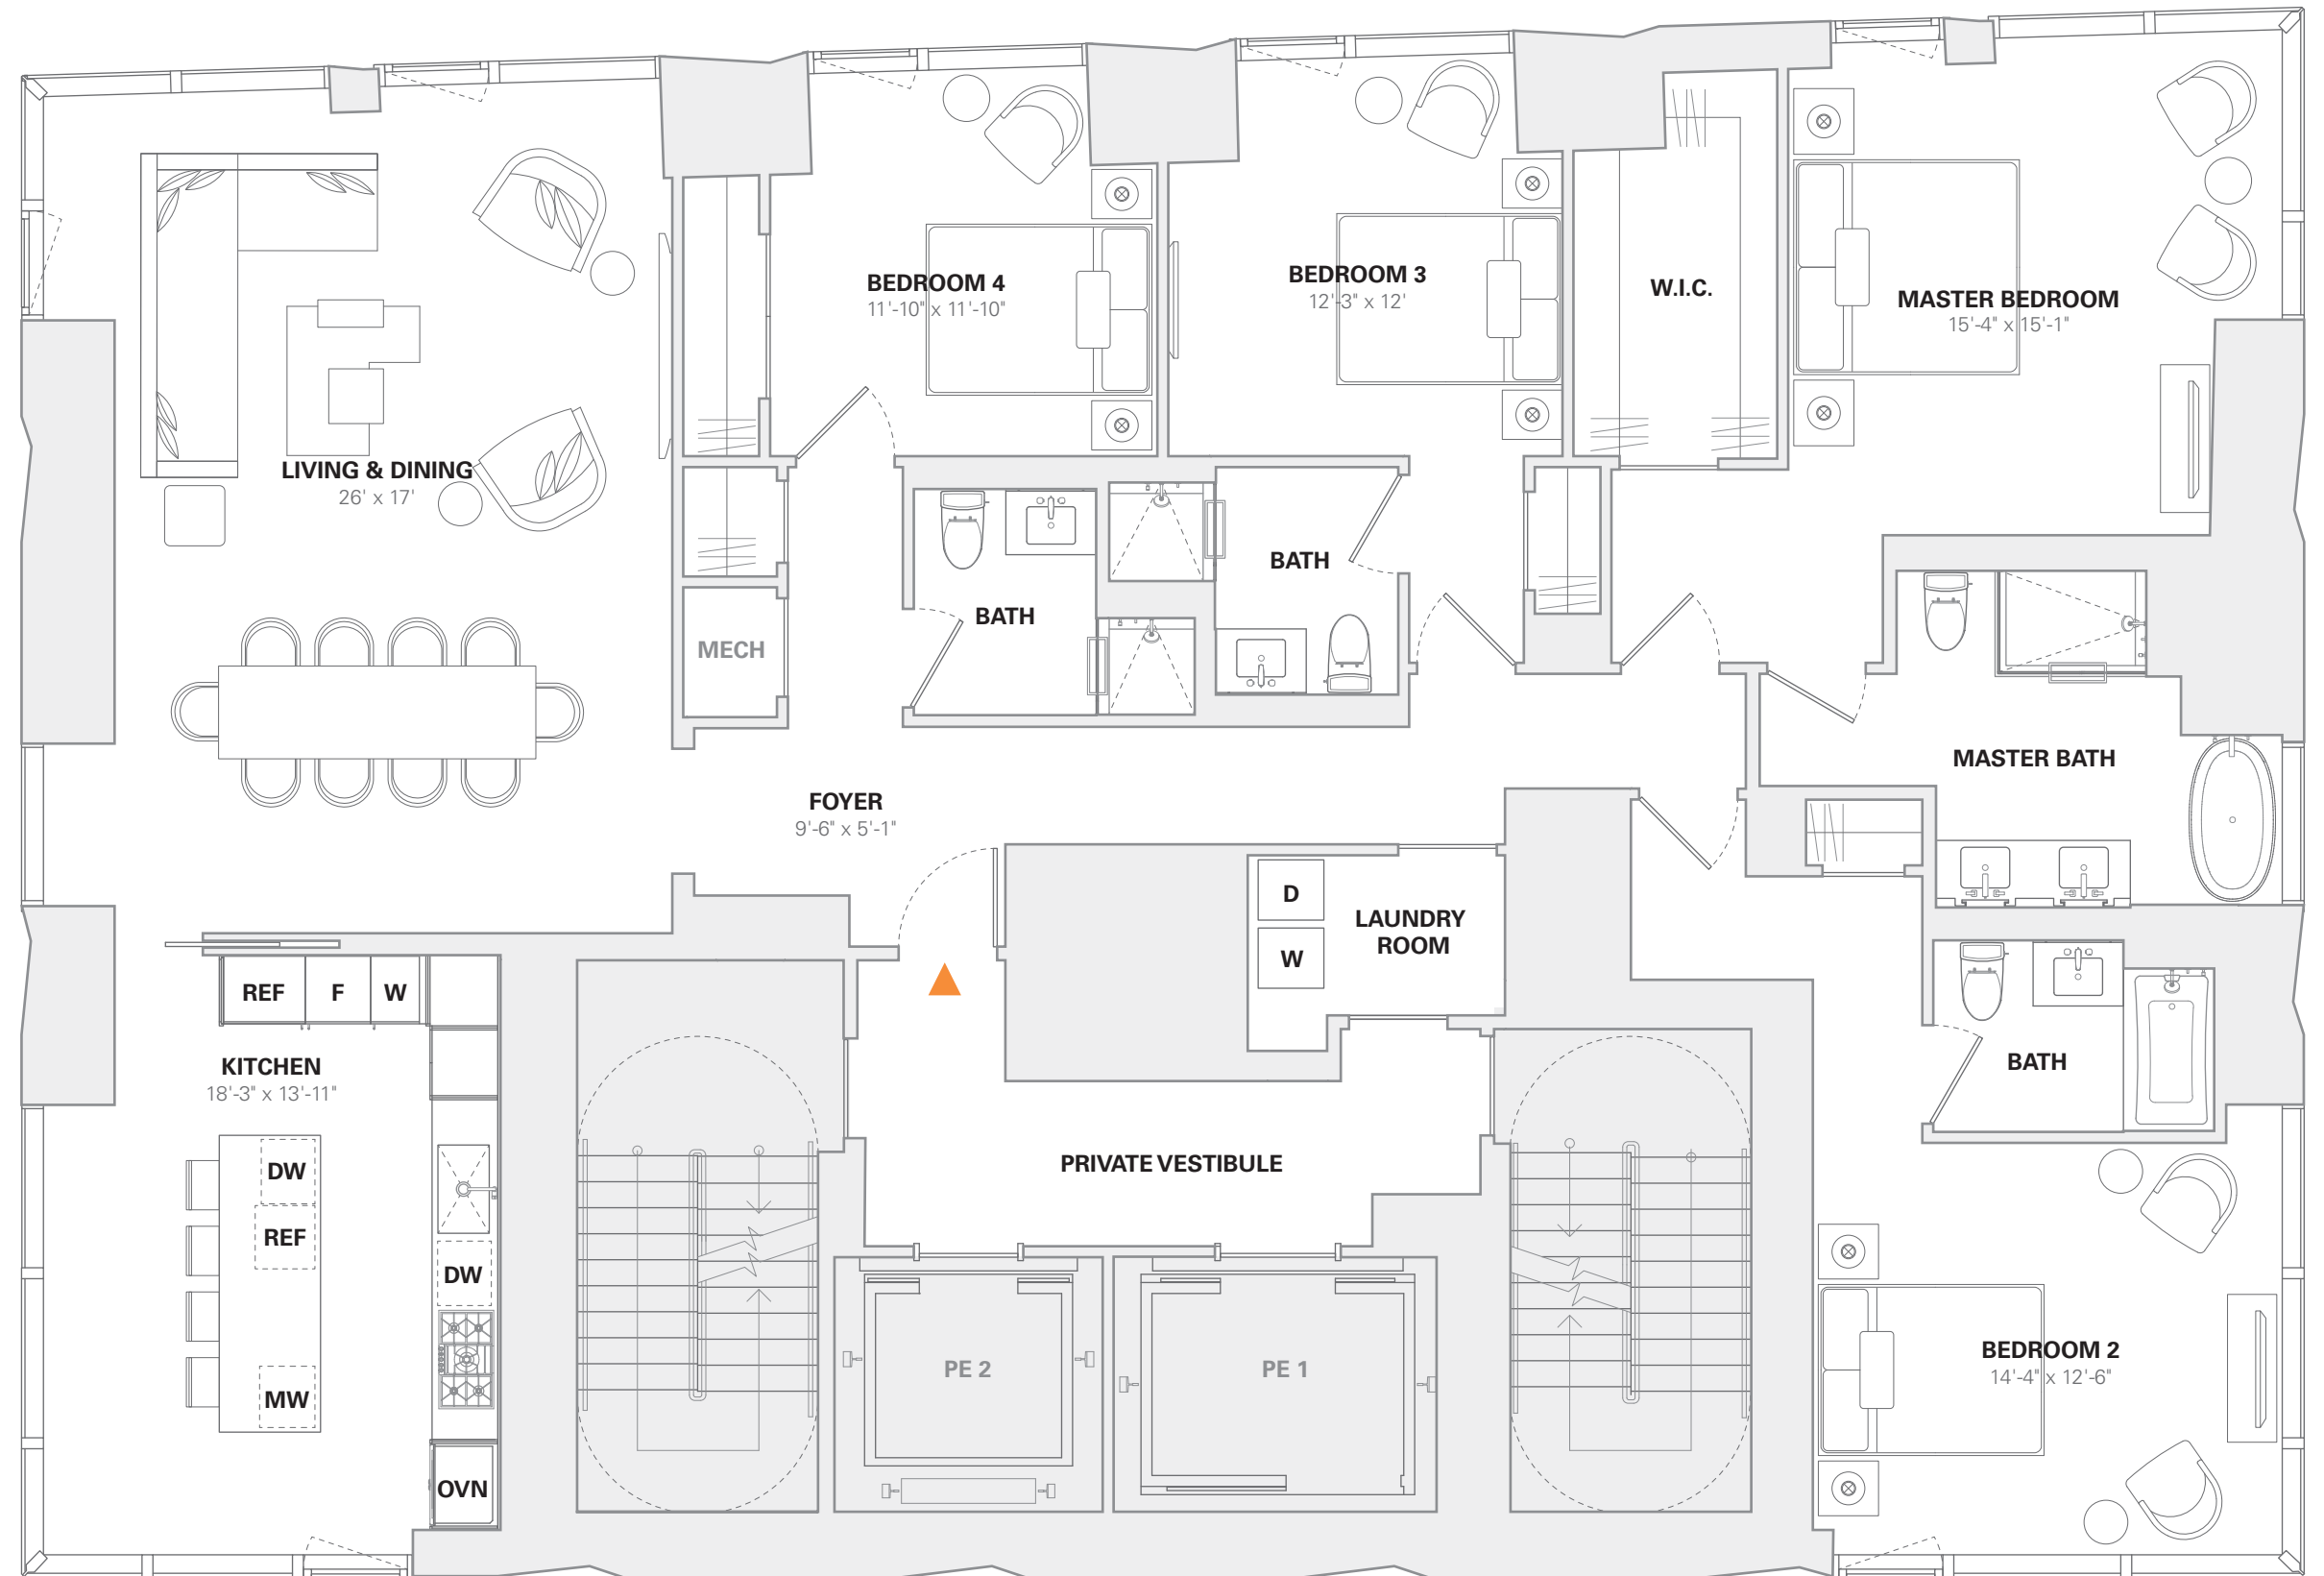 BEDROOM 4
11'-10" x 11'-10"
BEDROOM 3
12'-3" x 12'
W.I.C.
MASTER BEDROOM
15'-4" x 15'-1"
LIVING & DINING
26' x 17'
BATH
BATH
MECH
MASTER BATH
FOYER
9'-6" x 5'-1"
D
W
LAUNDRY
ROOM
REF
F
W
KITCHEN
18'-3" x 13'-11"
BATH
PRIVATE VESTIBULE
DW
REF
DW
MW
OVN
PE 2
PE 1
BEDROOM 2
14'-4" x 12'-6"